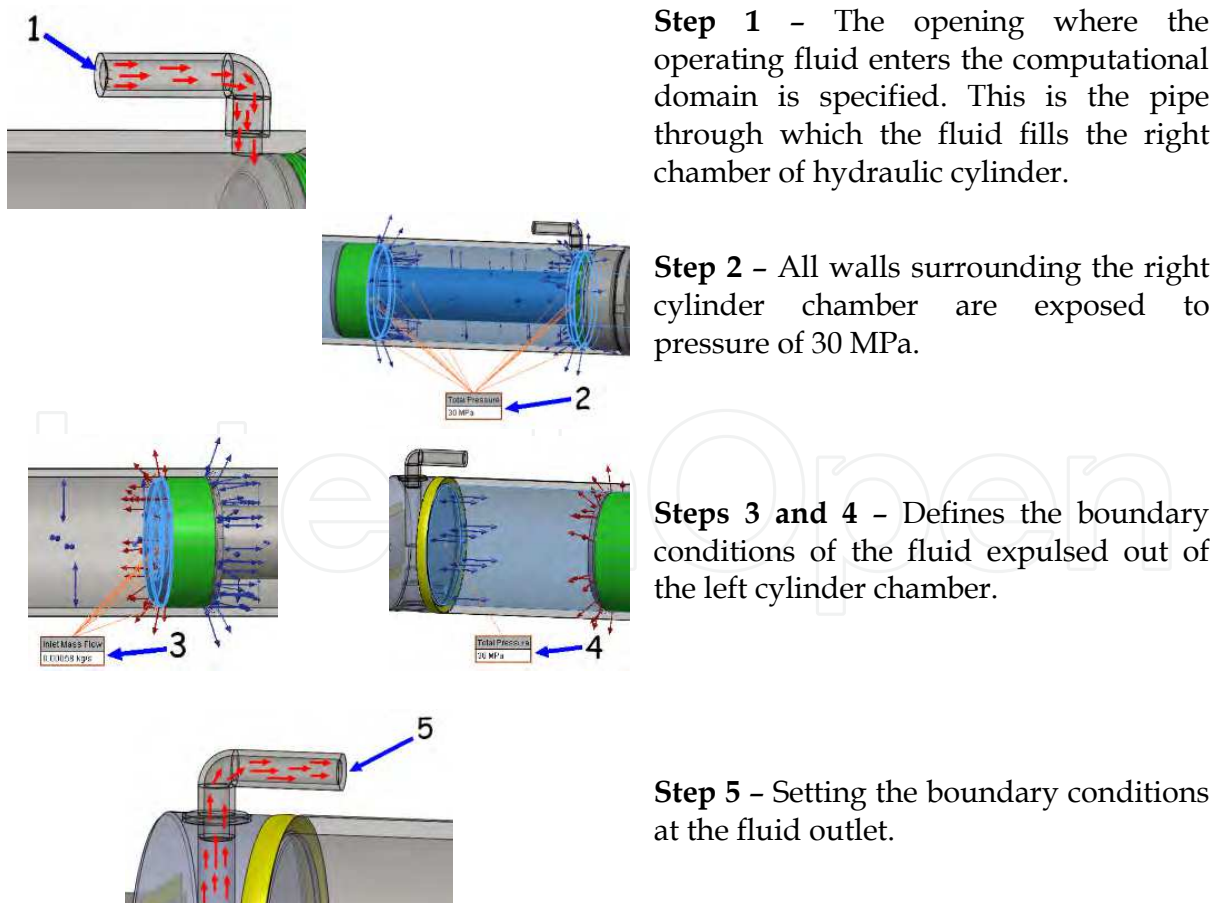 1
Step 1 – The opening where the
operating fluid enters the computational
domain is specified. This is the pipe
through which the fluid fills the right
chamber of hydraulic cylinder.
Step 2 – All walls surrounding the right
cylinder chamber are exposed to
pressure of 30 MPa.
Total Pressure
30 MPa
2
Steps 3 and 4 – Defines the boundary
conditions of the fluid expulsed out of
the left cylinder chamber.
Inlet Mass Flow
kg/s
3
Total Pressure
MPa
4
5
Step 5 – Setting the boundary conditions
at the fluid outlet.